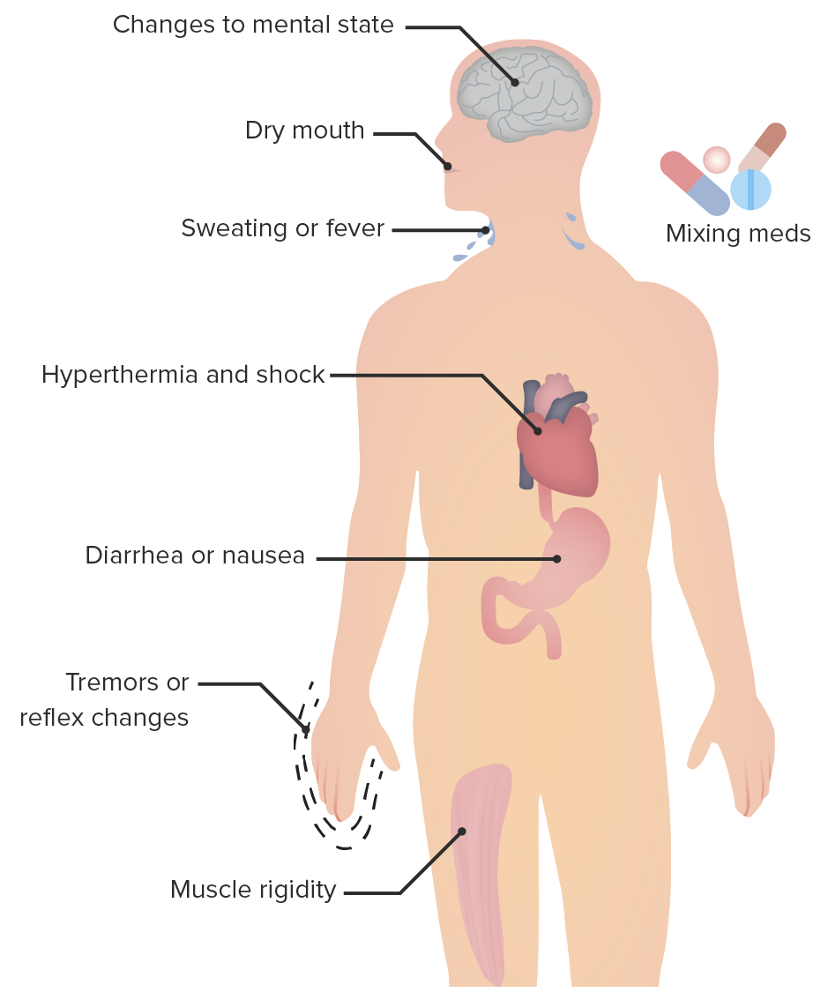 Changes to mental state
Dry mouth
Sweating or fever
Mixing meds
Hyperthermia and shock
Diarrhea or nausea
Tremors or
reflex changes
Muscle rigidity